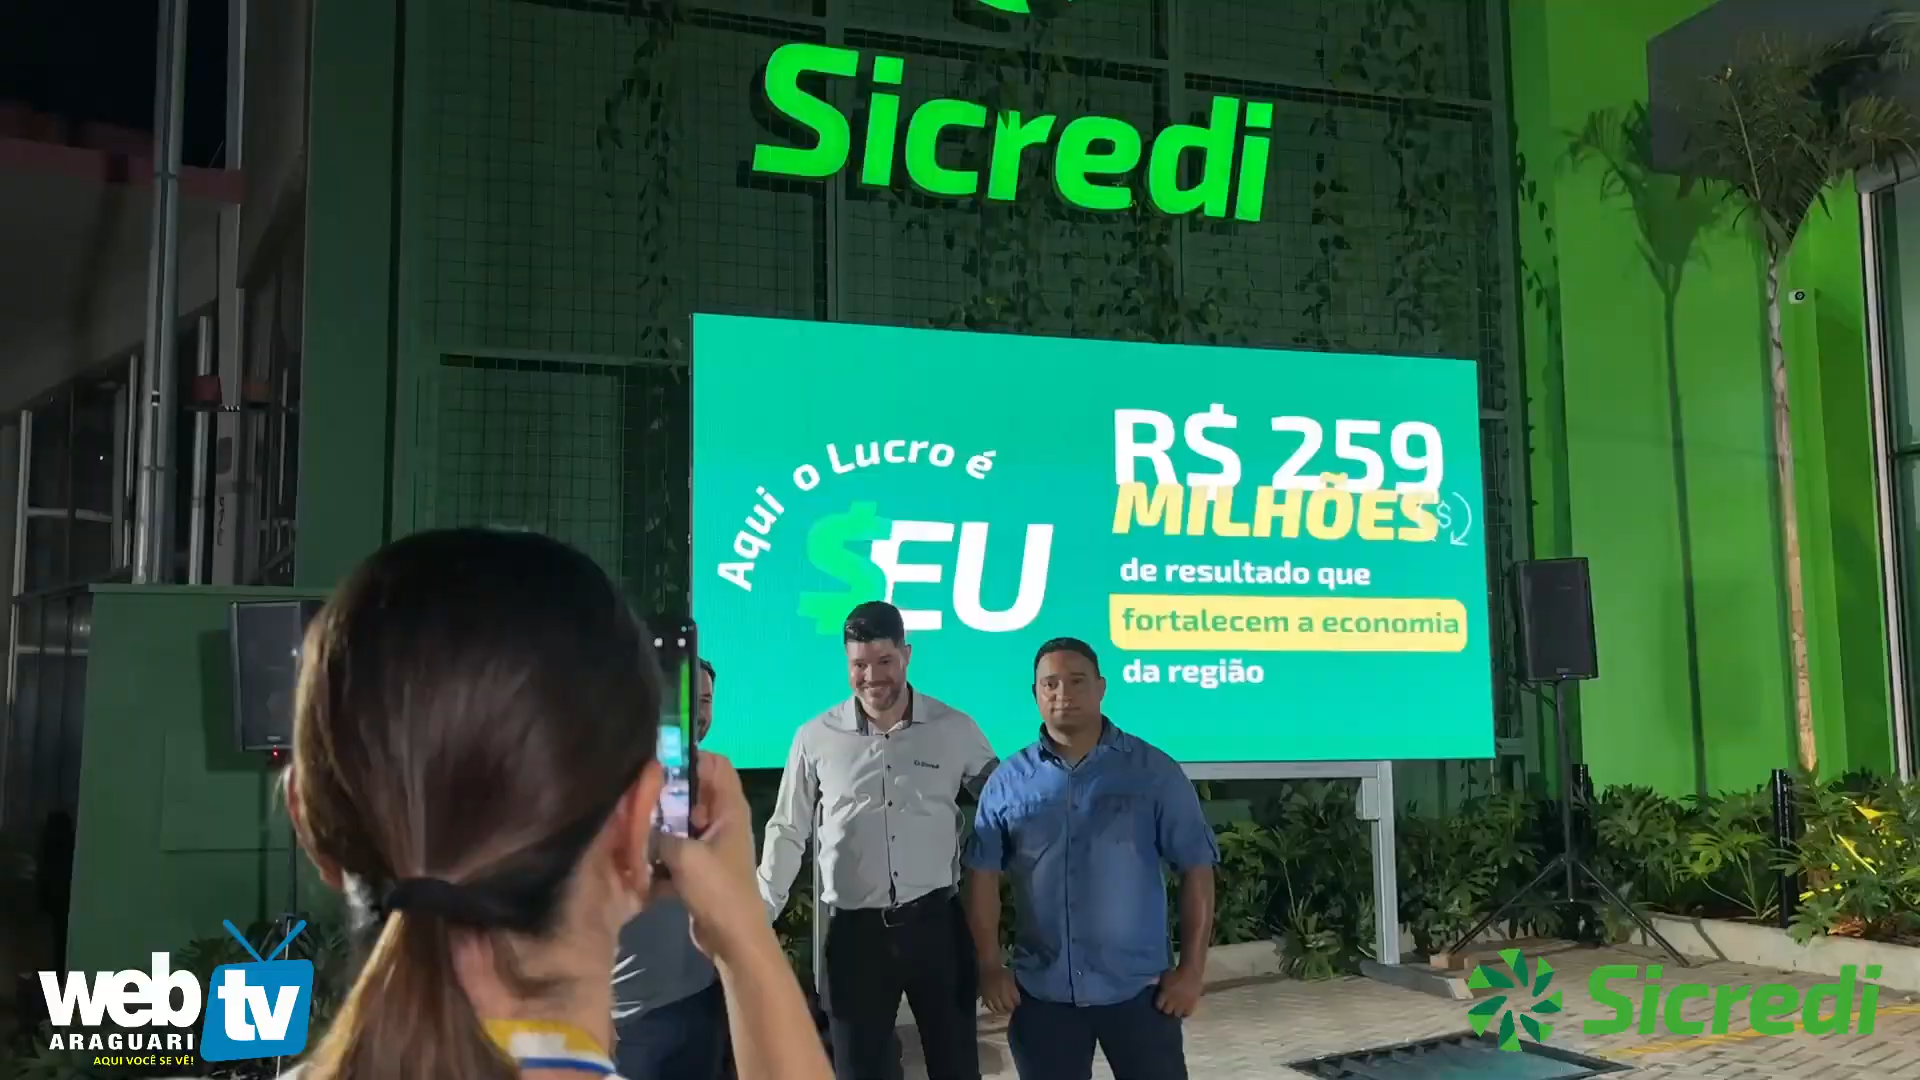 Sicredi
Aqui o Lucro é
$EU
R$ 259
MILHÕES
$
de resultado que
fortalecem a economia
da região
Sicredi
web tv
ARAGUARI
AQUI VOCÊ SE VÊ!
Sicredi